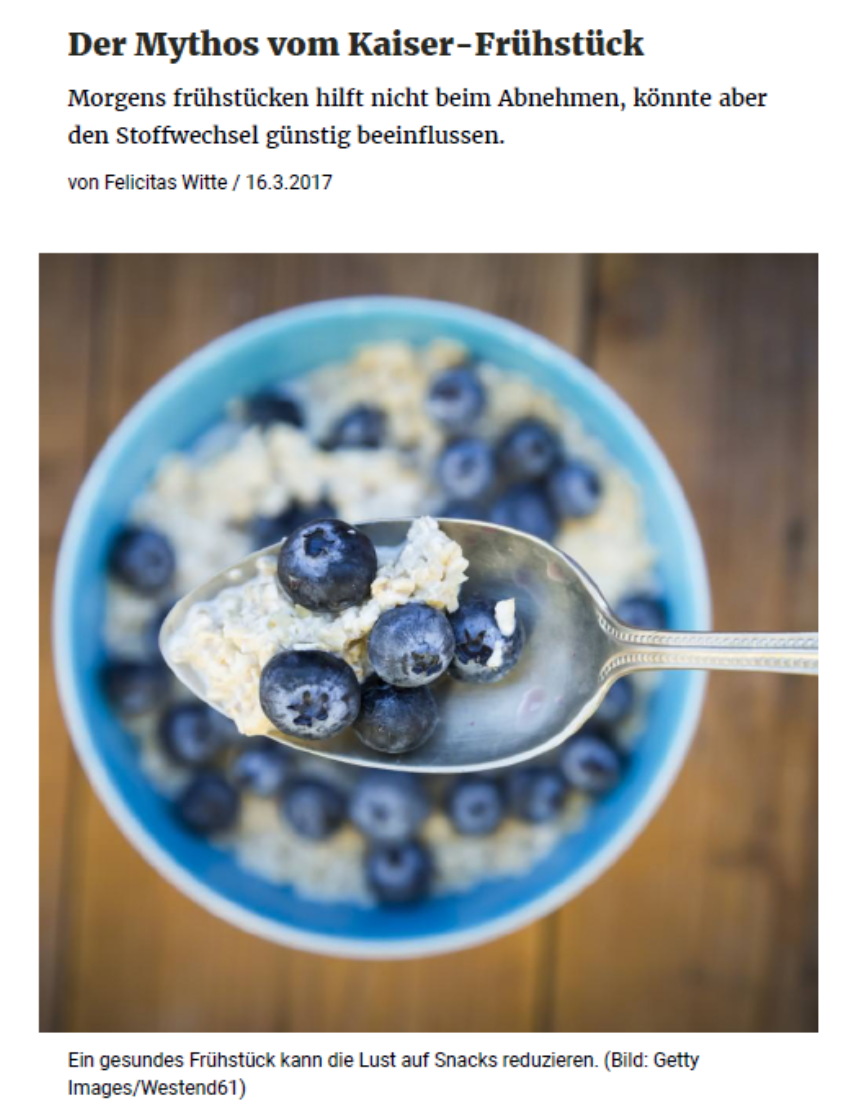 Der Mythos vom Kaiser-Frühstück
Morgens frühstücken hilft nicht beim Abnehmen, könnte aber
den Stoffwechsel günstig beeinflussen.
von Felicitas Witte / 16.3.2017
Ein gesundes Frühstück kann die Lust auf Snacks reduzieren. (Bild: Getty
Images/Westend61)